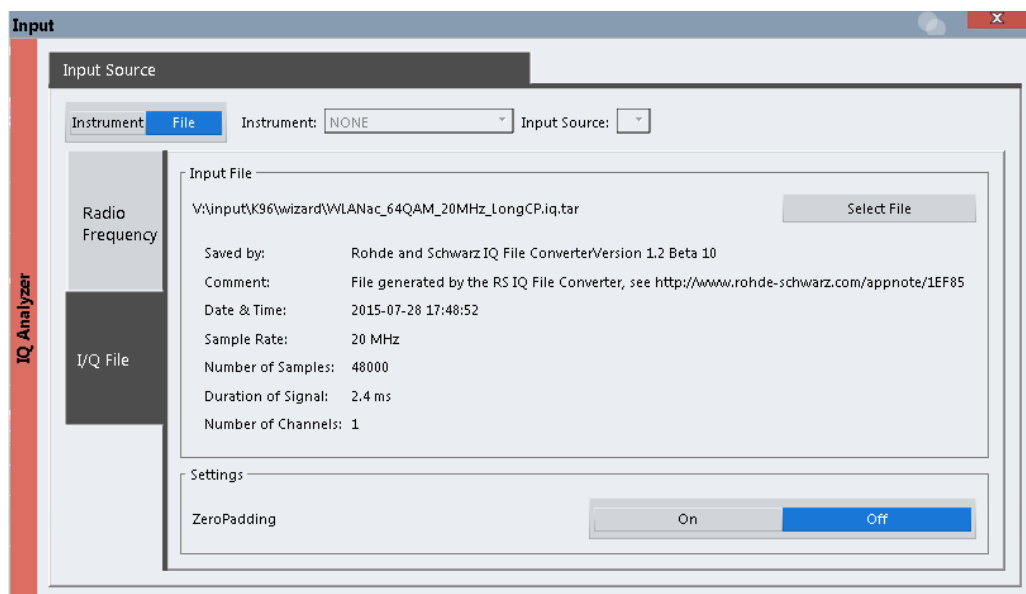 Input
X
Input Source
Instrument File Instrument: NONE Input Source:
Radio
Frequency
I/Q File
IQ Analyzer
Input File
V:\input\K96\wizard\WLANac_64QAM_20MHz_LongCP.iq.tar Select File
Saved by: Rohde and Schwarz IQ File ConverterVersion 1.2 Beta 10
Comment: File generated by the RS IQ File Converter, see http://www.rohde-schwarz.com/appnote/1EF85
Date & Time: 2015-07-28 17:48:52
Sample Rate: 20 MHz
Number of Samples: 48000
Duration of Signal: 2.4 ms
Number of Channels: 1
Settings
ZeroPadding On Off